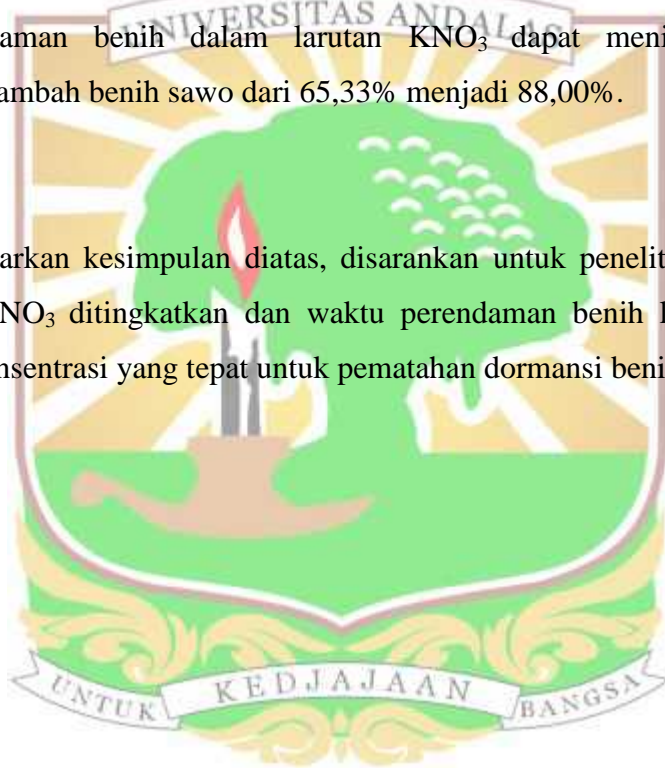 UNIVERSITAS ANDALAS
aman benih dalam larutan KNO₃ dapat meni
ambah benih sawo dari 65,33% menjadi 88,00%.
arkan kesimpulan diatas, disarankan untuk penelit
NO₃ ditingkatkan dan waktu perendaman benih
nsentrasi yang tepat untuk pematahan dormansi beni
UNTUK KEDJAJAAN BANGSA